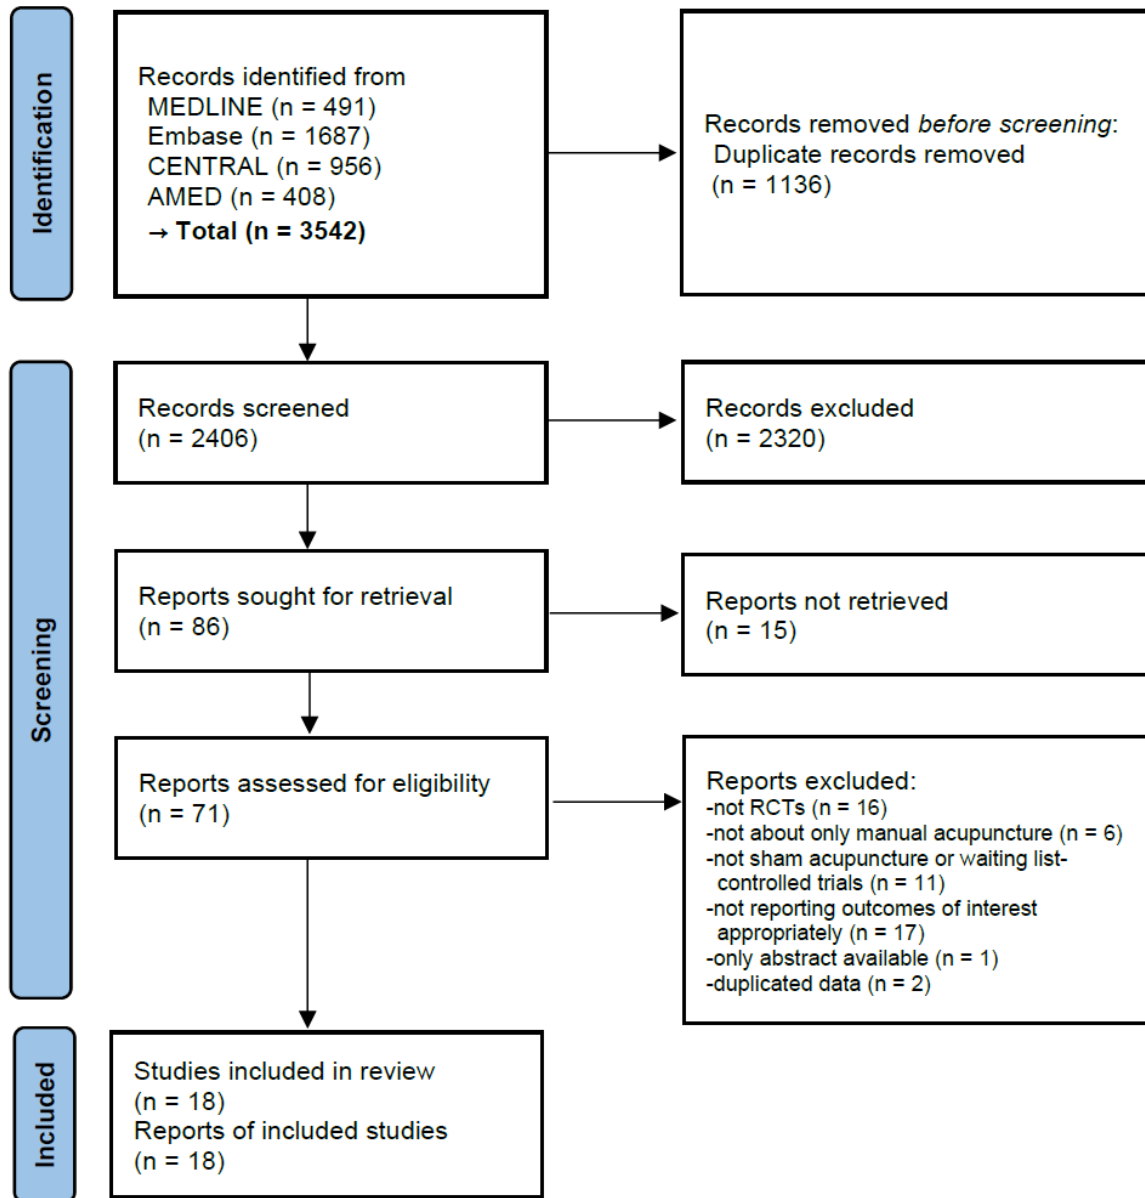 Identification
Records identified from
MEDLINE (n = 491)
Embase (n = 1687)
CENTRAL (n = 956)
AMED (n = 408)
→ Total (n = 3542)
Records removed before screening:
Duplicate records removed
(n = 1136)
Screening
Records screened
(n = 2406)
Records excluded
(n = 2320)
Reports sought for retrieval
(n = 86)
Reports not retrieved
(n = 15)
Reports assessed for eligibility
(n = 71)
Reports excluded:
-not RCTs (n = 16)
-not about only manual acupuncture (n = 6)
-not sham acupuncture or waiting list-
controlled trials (n = 11)
-not reporting outcomes of interest
appropriately (n = 17)
-only abstract available (n = 1)
-duplicated data (n = 2)
Included
Studies included in review
(n = 18)
Reports of included studies
(n = 18)